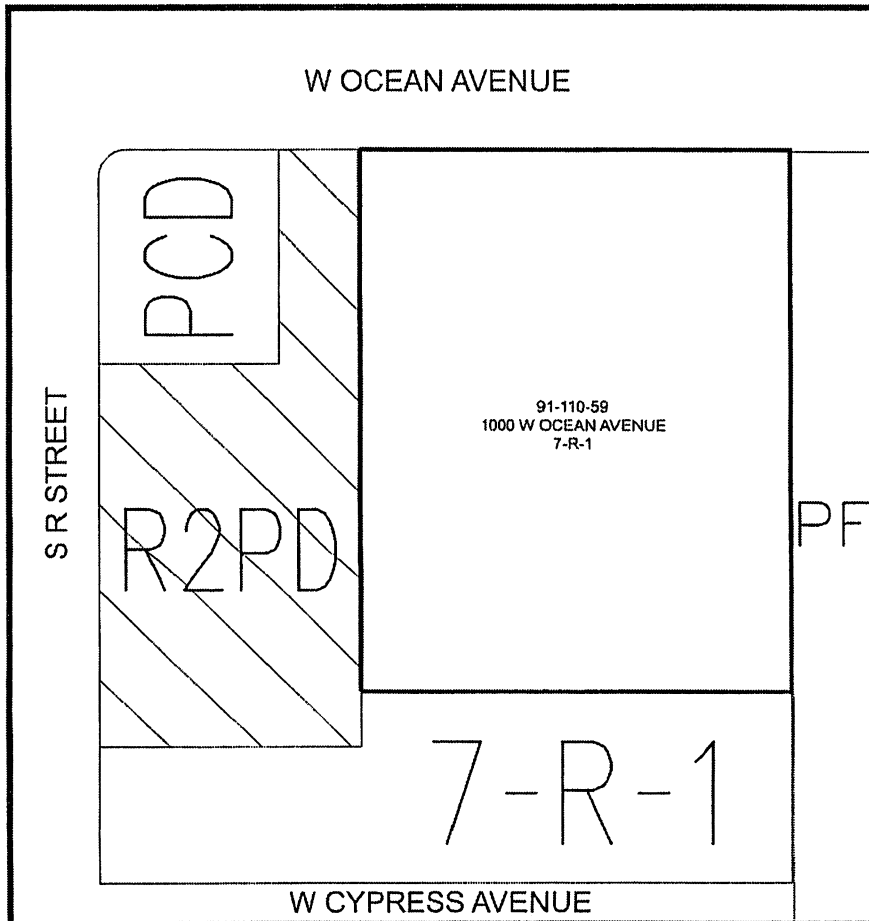 W OCEAN AVENUE
PCD
91-110-59
1000 W OCEAN AVENUE
7-R-1
S R STREET
R2PD
PF
7-R-1
W CYPRESS AVENUE